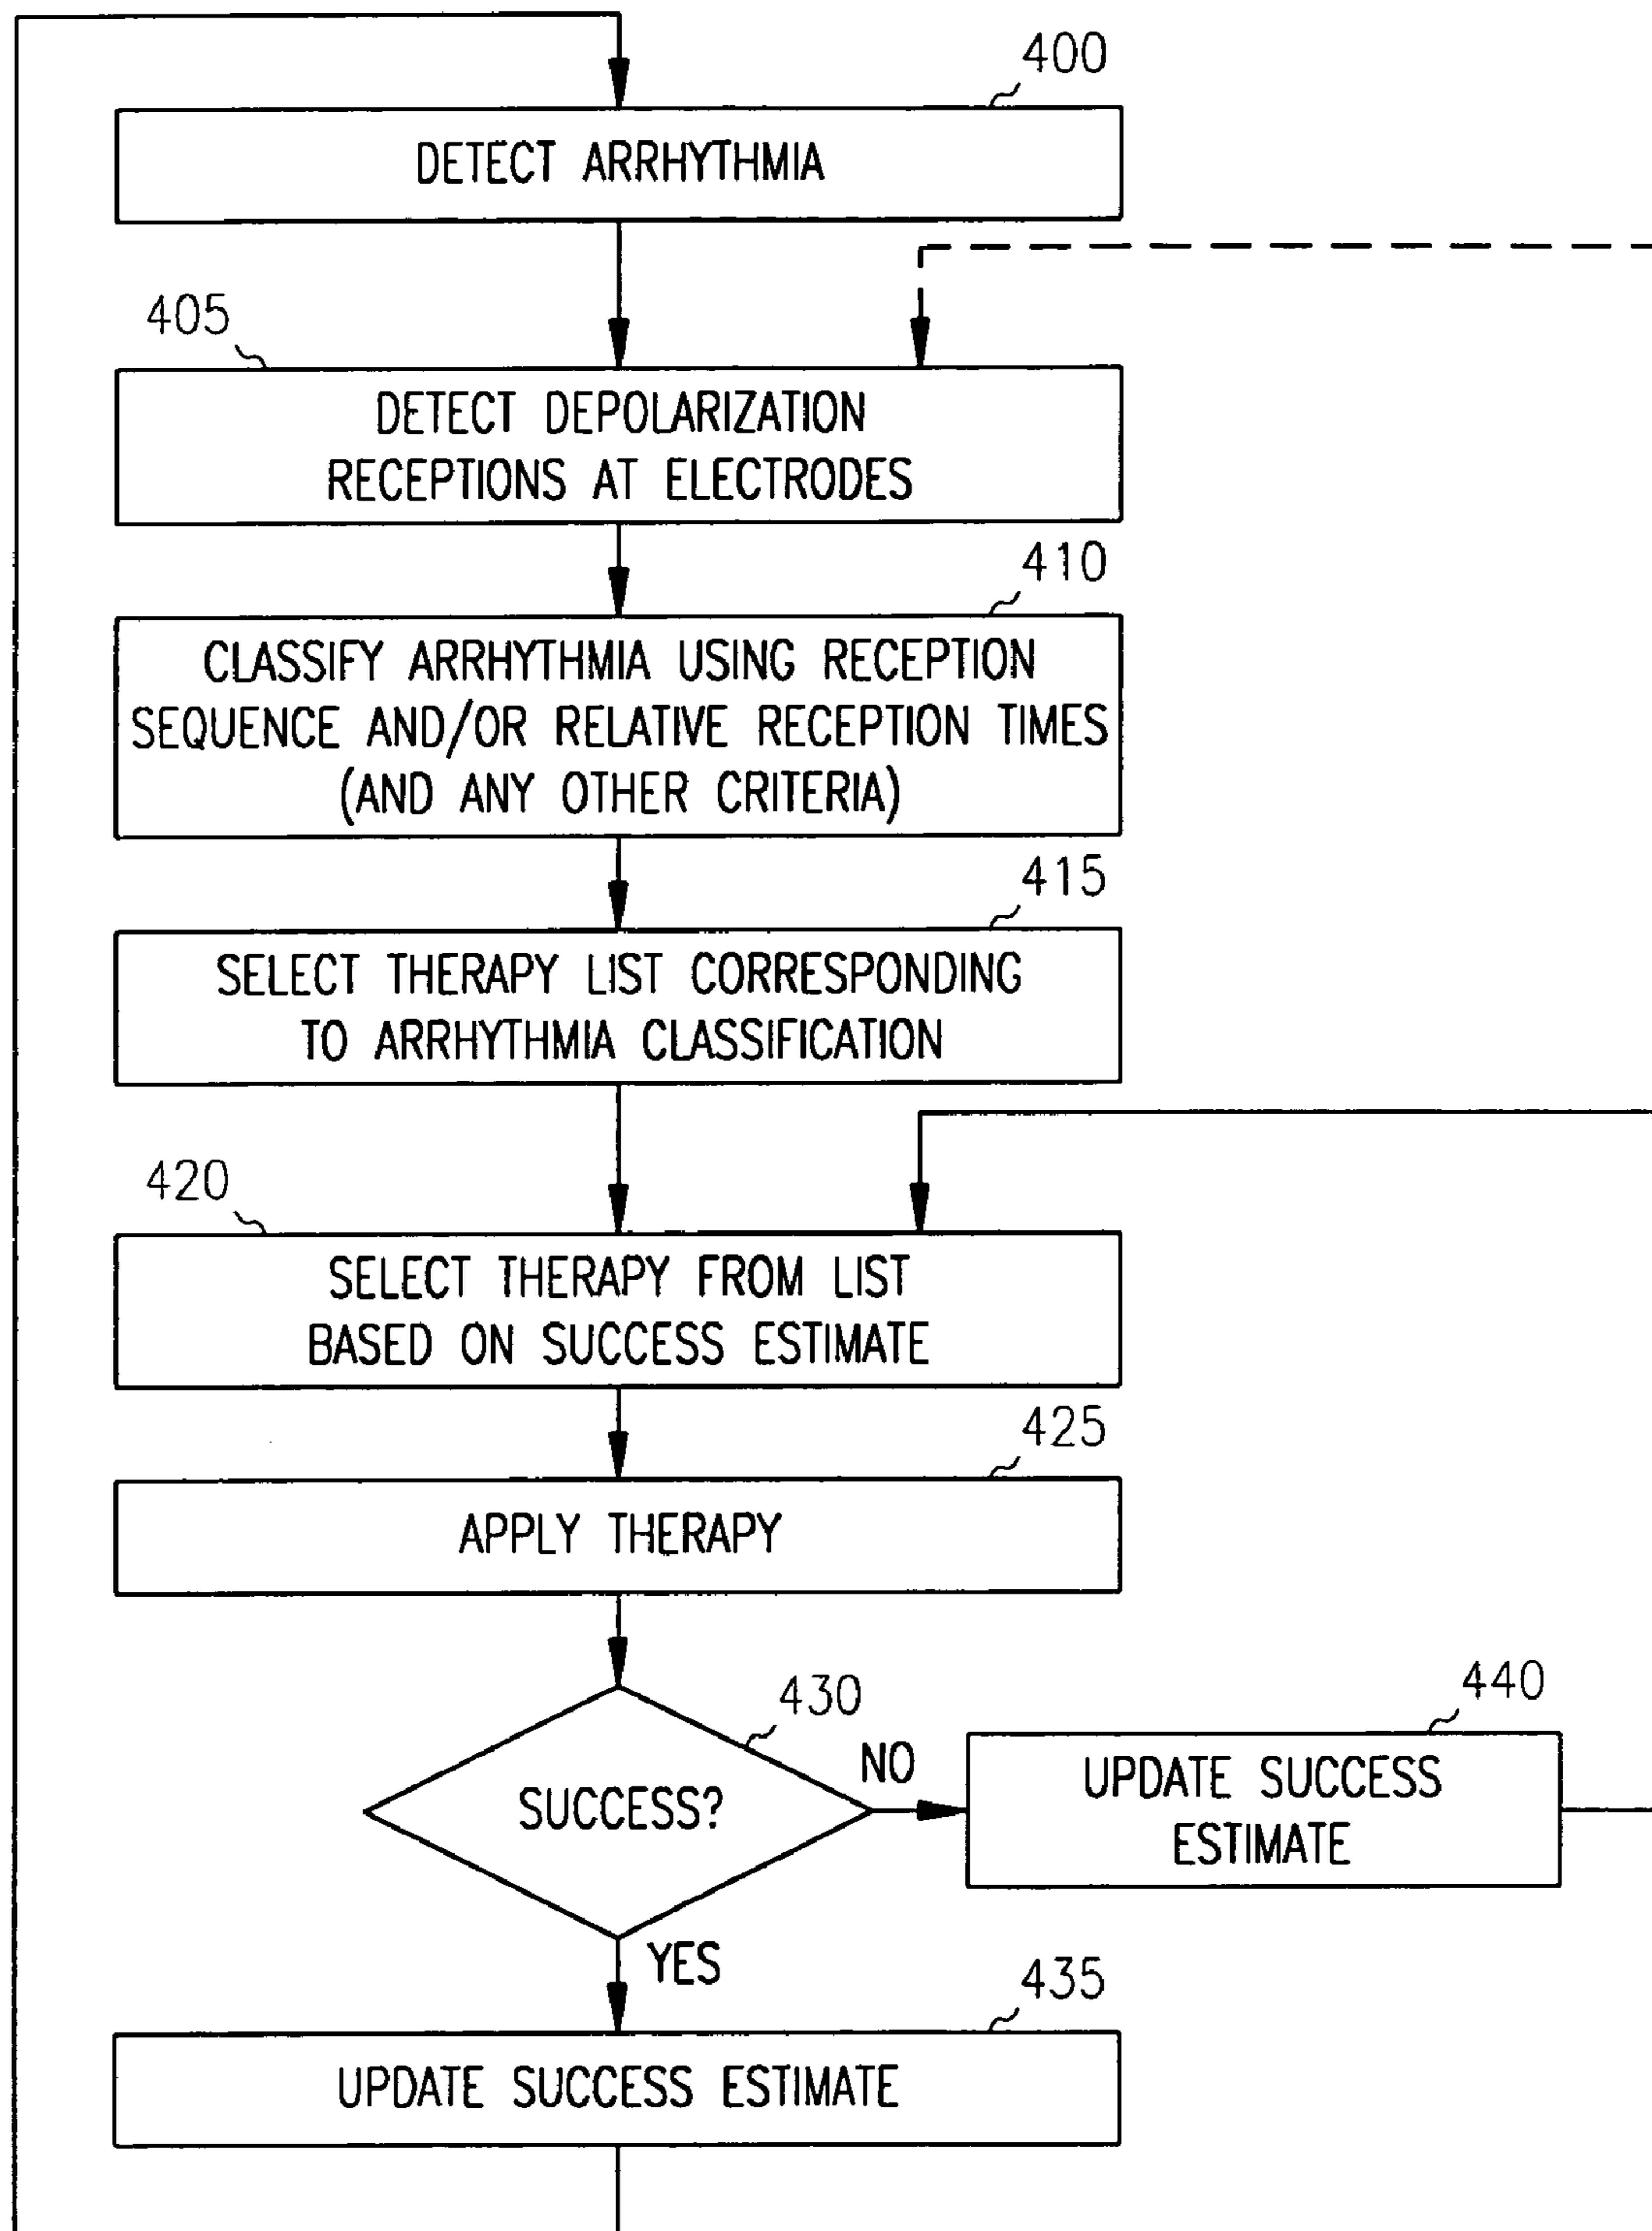 400
DETECT ARRHYTHMIA
405
DETECT DEPOLARIZATION
RECEPTIONS AT ELECTRODES
410
CLASSIFY ARRHYTHMIA USING RECEPTION
SEQUENCE AND/OR RELATIVE RECEPTION TIMES
(AND ANY OTHER CRITERIA)
415
SELECT THERAPY LIST CORRESPONDING
TO ARRHYTHMIA CLASSIFICATION
420
SELECT THERAPY FROM LIST
BASED ON SUCCESS ESTIMATE
425
APPLY THERAPY
430
SUCCESS?
NO
440
UPDATE SUCCESS
ESTIMATE
YES
435
UPDATE SUCCESS ESTIMATE